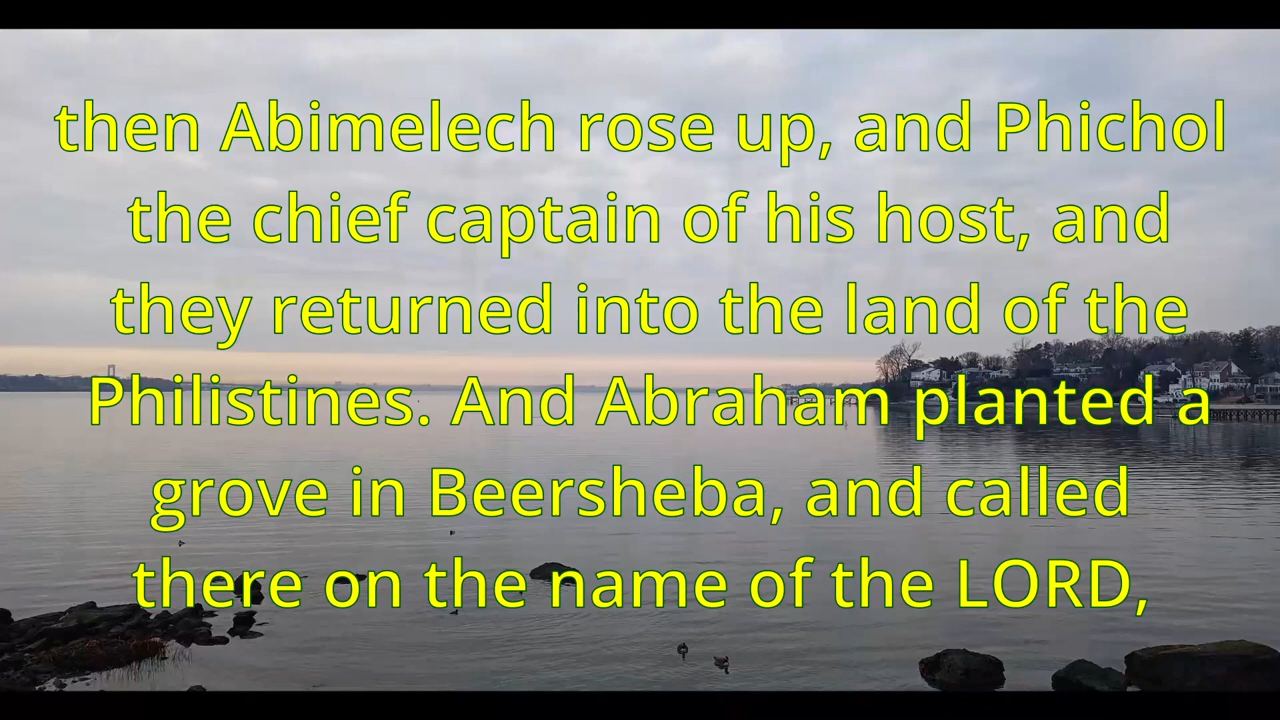 then Abimelech rose up, and Phichol
the chief captain of his host, and
they returned into the land of the
Philistines. And Abraham planted a
grove in Beersheba, and called
there on the name of the LORD,